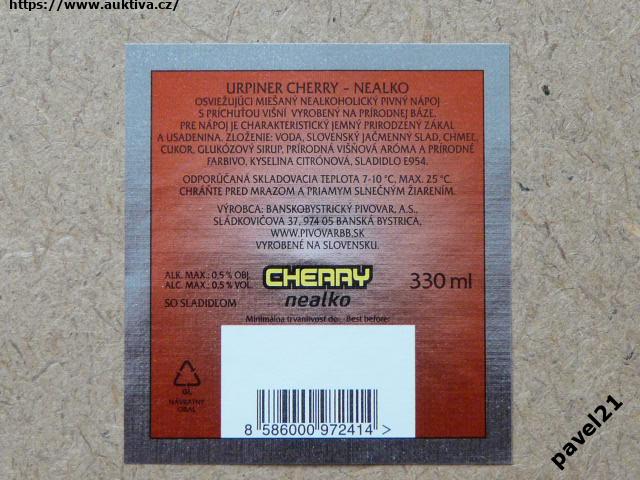 https://www.auktiva.cz/
URPINER CHERRY - NEALKO
OSVIEŽUJÚCI MIEŠANÝ NEALKOHOLICKÝ PIVNÝ NÁPOJ
S PRÍCHUŤOU VIŠNÍ VYROBENÝ NA PRÍRODNEJ BÁZE.
PRE NÁPOJ JE CHARAKTERISTICKÝ JEMNÝ PRIRODZENÝ ZÁKAL
A USADENINA. ZLOŽENIE: VODA, SLOVENSKÝ JAČMENNÝ SLAD, CHMEĽ,
CUKOR, GLUKÓZOVÝ SIRUP, PRÍRODNÁ VIŠŇOVÁ ARÓMA A PRÍRODNÉ
FARBIVO, KYSELINA CITRÓNOVÁ, SLADIDLO E954.
ODPORÚČANÁ SKLADOVACIA TEPLOTA 7-10 °C, MAX. 25 °C.
CHRÁŇTE PRED MRAZOM A PRIAMYM SLNEČNÝM ŽIARENÍM.
VÝROBCA: BANSKOBYSTRICKÝ PIVOVAR, A.S.,
SLÁDKOVIČOVA 37, 974 05 BANSKÁ BYSTRICA,
WWW.PIVOVARBB.SK
VYROBENÉ NA SLOVENSKU.
ALK. MAX.: 0,5 % OBJ.
ALC. MAX.: 0,5 % VOL.
SO SLADIDLOM
CHERRY
nealko
330 ml
Minimálna trvanlivosť do: - Best before:
GL
NÁVRATNÝ
OBAL
8 586000 972414 >
pavel21